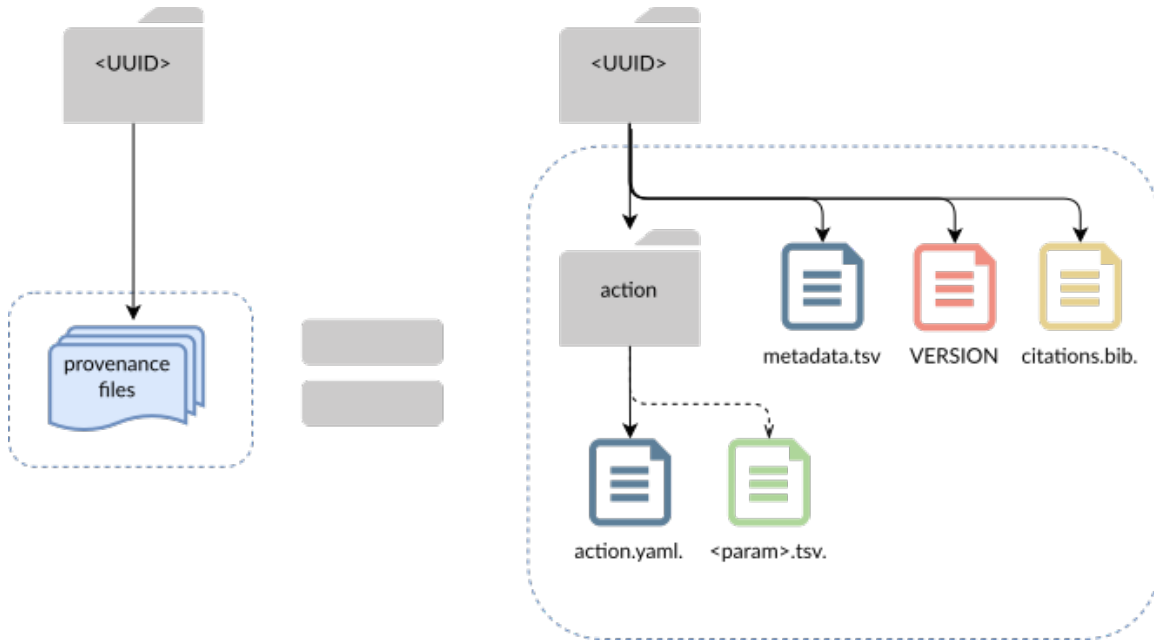 <UUID>
<UUID>
provenance
files
action
metadata.tsv
VERSION
citations.bib.
action.yaml.
<param>.tsv.